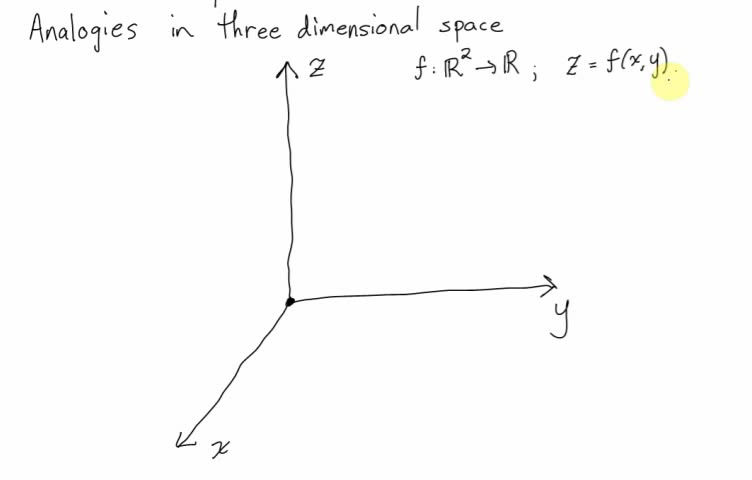 Analogies in three dimensional space
z
f : ℝ² → ℝ ; z = f(x,y).
y
x